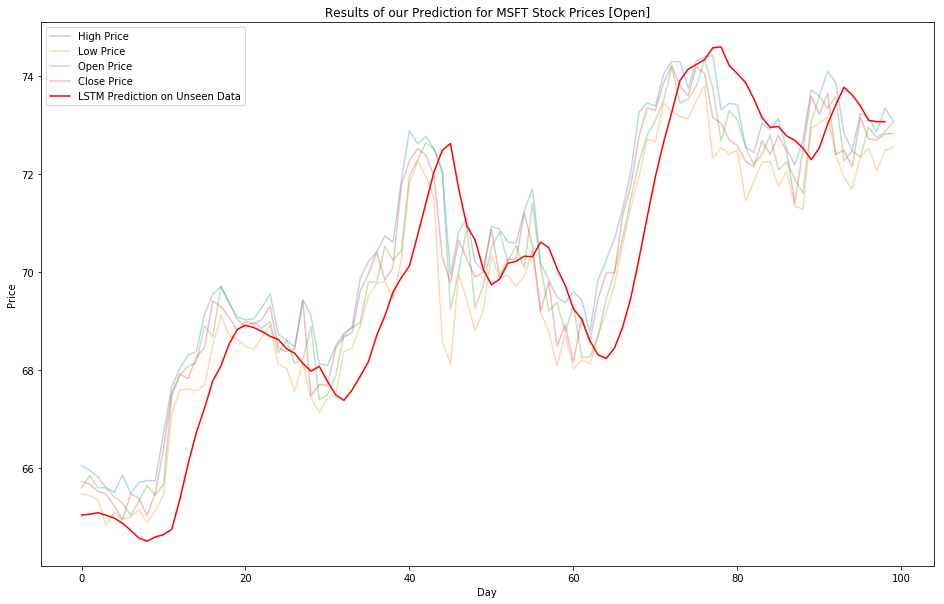 Results of our Prediction for MSFT Stock Prices [Open]
High Price
Low Price
Open Price
Close Price
LSTM Prediction on Unseen Data
74
72
70
68
66
Price
0
20
40
60
80
100
Day